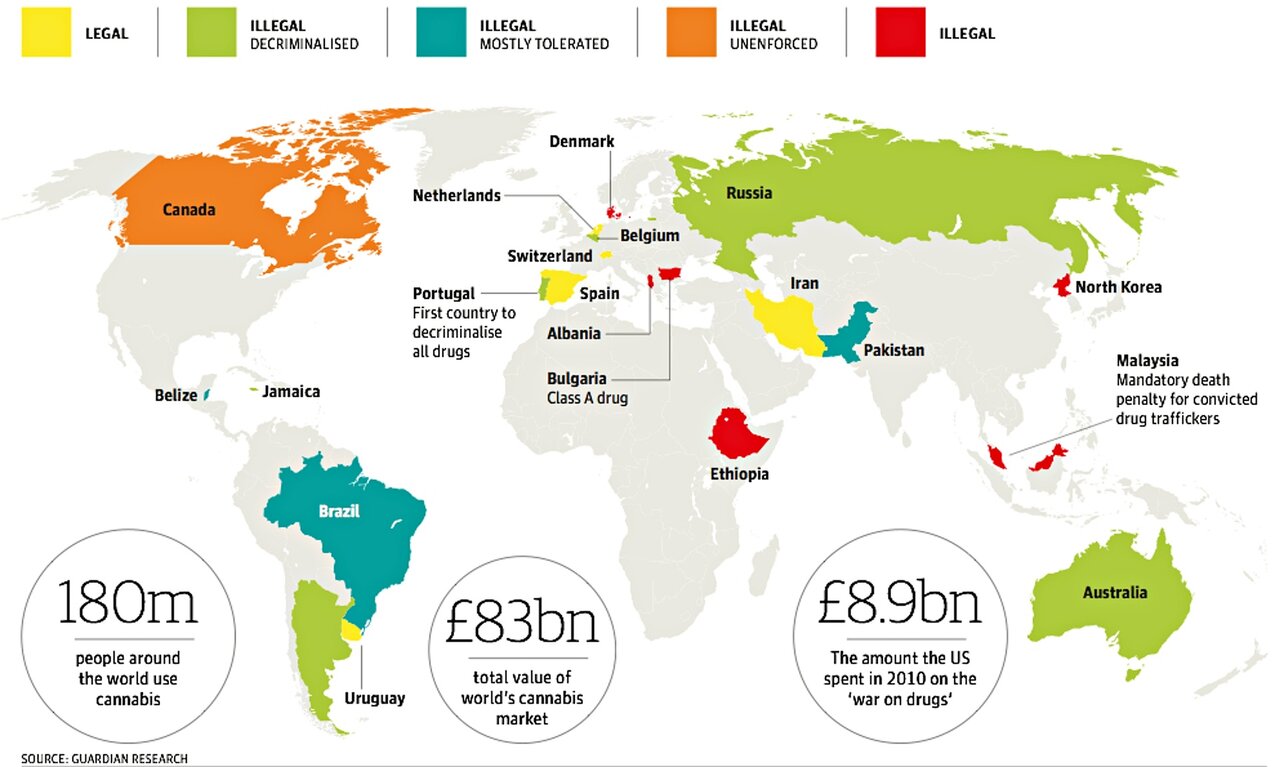 LEGAL
ILLEGAL
DECRIMINALISED
ILLEGAL
MOSTLY TOLERATED
ILLEGAL
UNENFORCED
ILLEGAL
Denmark
Netherlands
Russia
Canada
Belgium
Switzerland
Iran
Portugal
First country to
decriminalise
all drugs
Spain
North Korea
Albania
Pakistan
Malaysia
Mandatory death
penalty for convicted
drug traffickers
Bulgaria
Class A drug
Belize
Jamaica
Ethiopia
Brazil
Australia
Uruguay
180m
people around
the world use
cannabis
£83bn
total value of
world's cannabis
market
£8.9bn
The amount the US
spent in 2010 on the
'war on drugs'
SOURCE: GUARDIAN RESEARCH